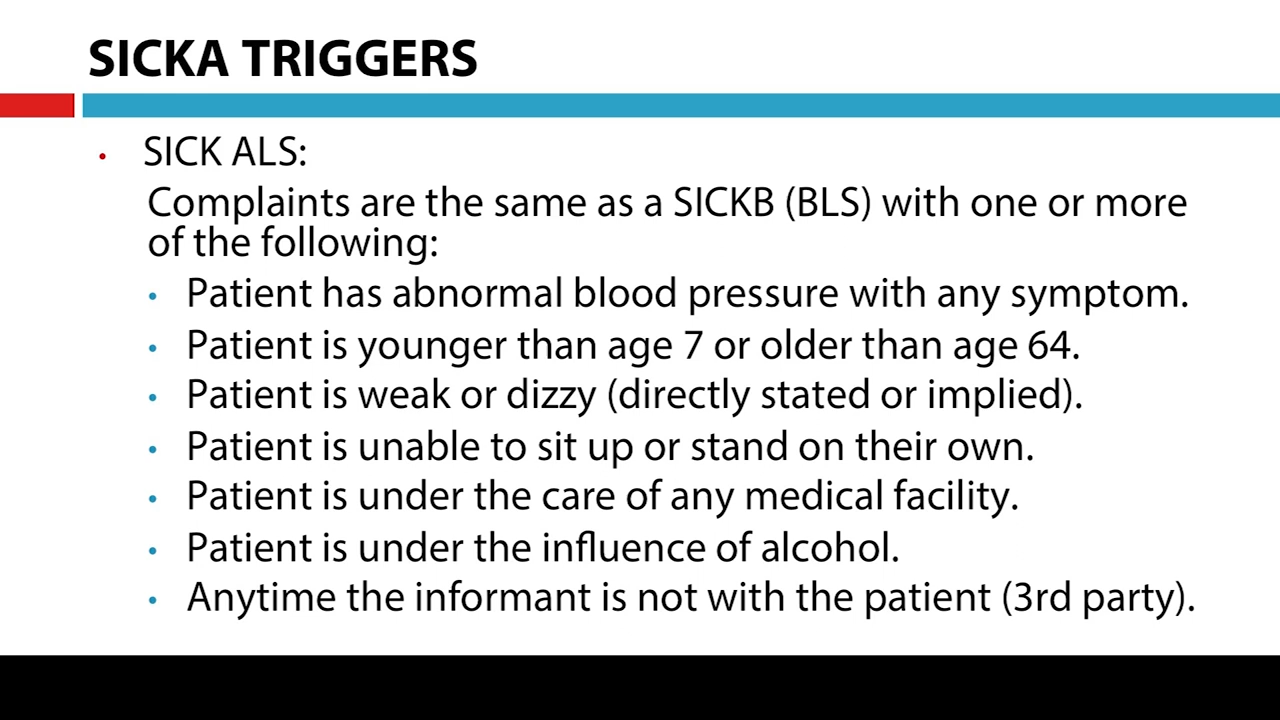 SICKA TRIGGERS
• SICK ALS:
Complaints are the same as a SICKB (BLS) with one or more
of the following:
• Patient has abnormal blood pressure with any symptom.
• Patient is younger than age 7 or older than age 64.
• Patient is weak or dizzy (directly stated or implied).
• Patient is unable to sit up or stand on their own.
• Patient is under the care of any medical facility.
• Patient is under the influence of alcohol.
• Anytime the informant is not with the patient (3rd party).